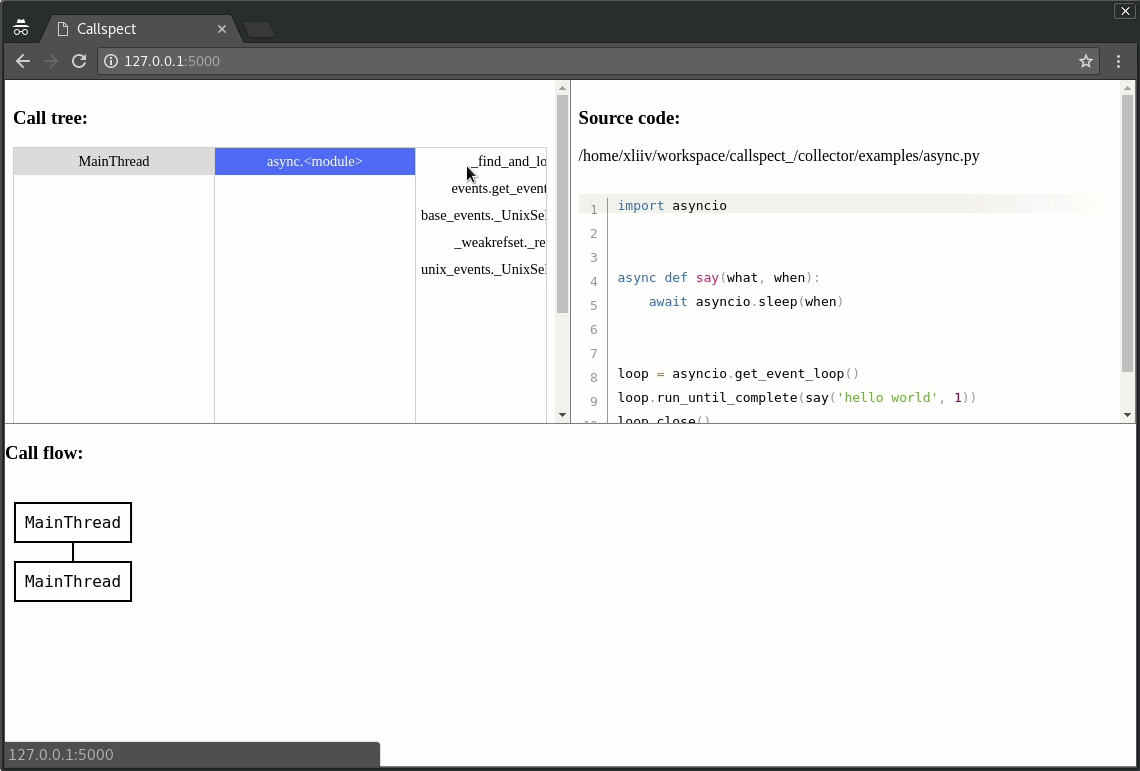 Callspect
127.0.0.1:5000
Call tree:
MainThread
async.<module>
_find_and_lo
events.get_event
base_events._UnixSe
_weakrefset._re
unix_events._UnixSe
Source code:
/home/xliiv/workspace/callspect_/collector/examples/async.py
1 import asyncio
2
3
4 async def say(what, when):
5     await asyncio.sleep(when)
6
7
8 loop = asyncio.get_event_loop()
9 loop.run_until_complete(say('hello world', 1))
10 loop.close()
Call flow:
MainThread
MainThread
127.0.0.1:5000